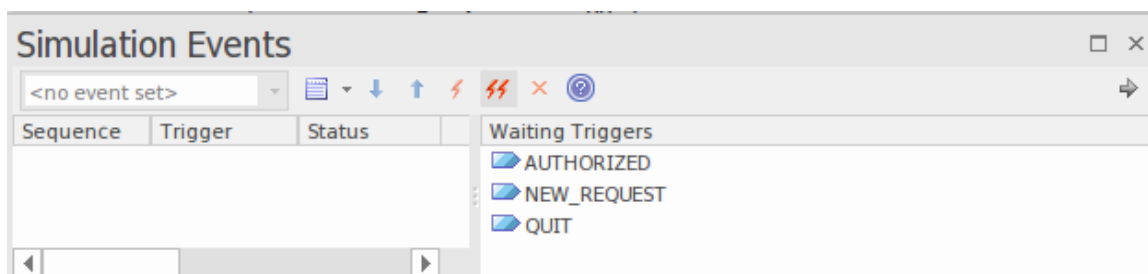 Simulation Events
<no event set>
Sequence Trigger Status
Waiting Triggers
AUTHORIZED
NEW_REQUEST
QUIT